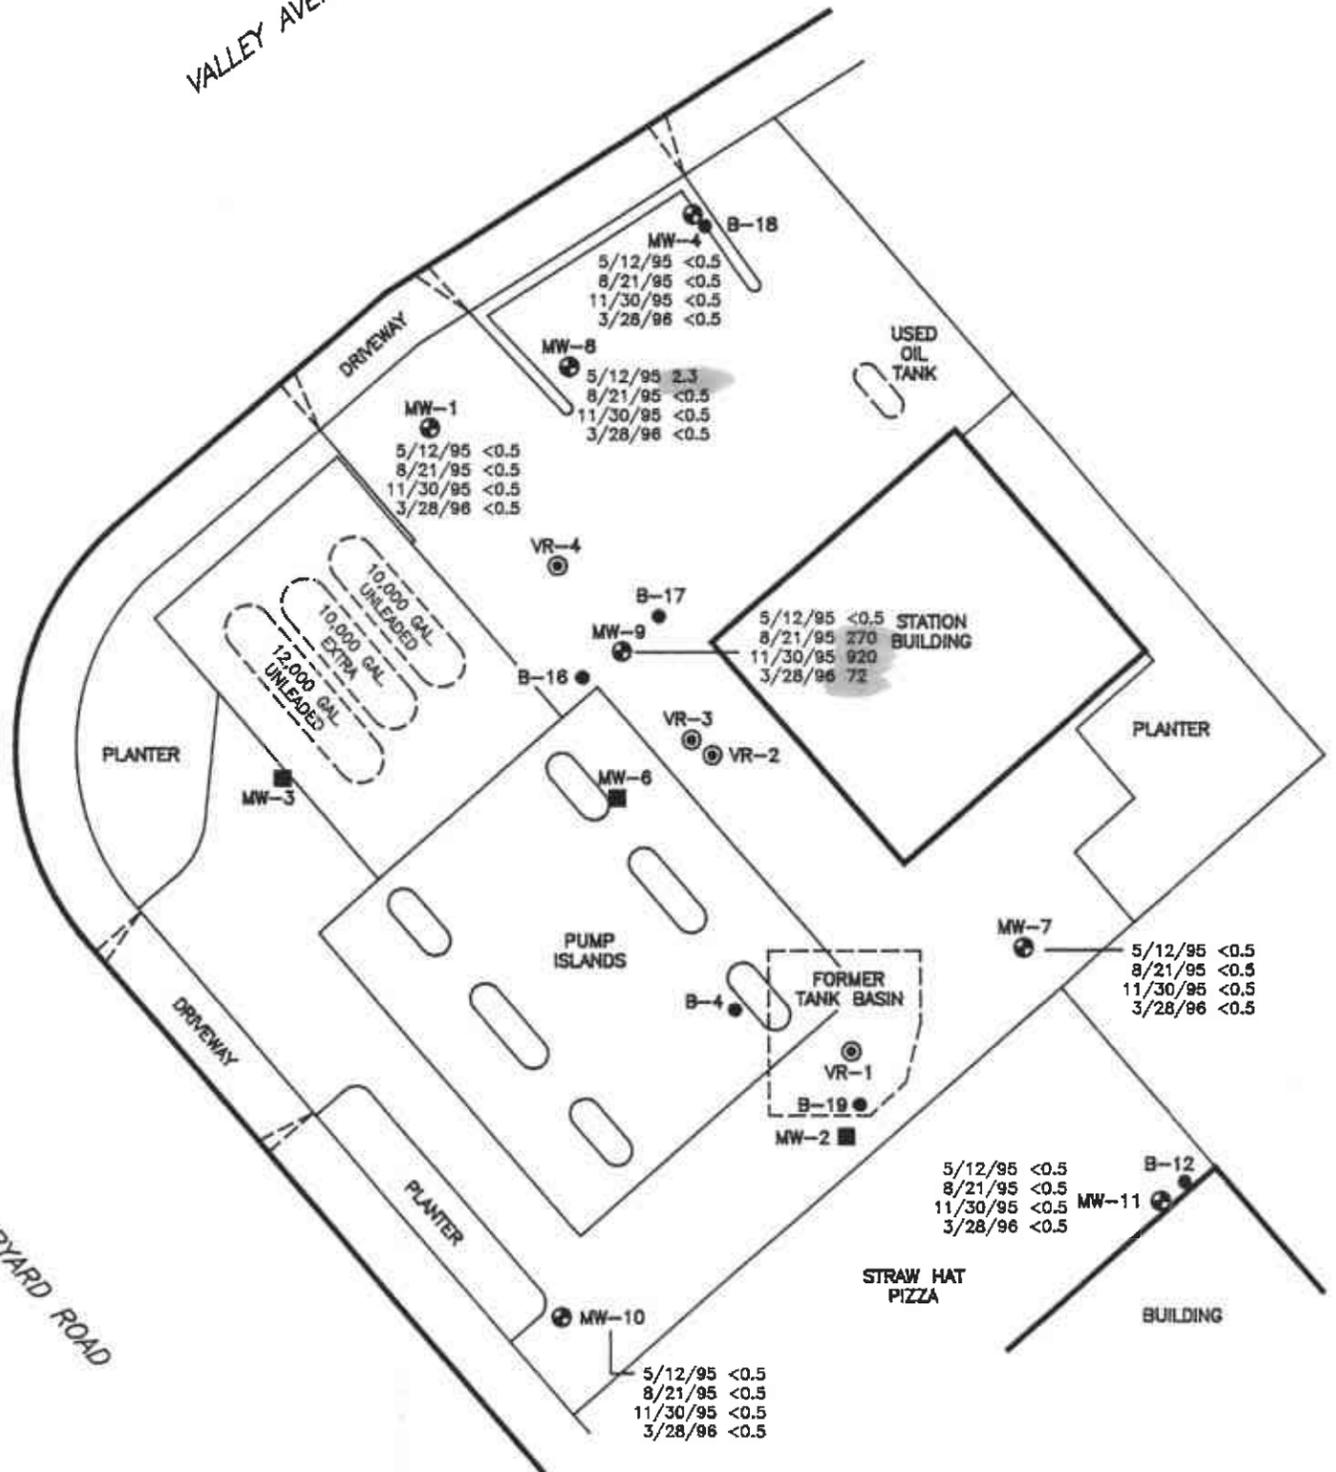 VALLEY AVE
B-18
MW-4
5/12/95 <0.5
8/21/95 <0.5
11/30/95 <0.5
3/28/96 <0.5
DRIVEWAY
MW-8
5/12/95 2.3
8/21/95 <0.5
11/30/95 <0.5
3/28/96 <0.5
USED
OIL
TANK
MW-1
5/12/95 <0.5
8/21/95 <0.5
11/30/95 <0.5
3/28/96 <0.5
VR-4
10,000 GAL.
UNLEADED
10,000 GAL.
EXTRA
12,000 GAL.
UNLEADED
B-17
MW-9
5/12/95 <0.5
8/21/95 270
11/30/95 920
3/28/96 72
STATION
BUILDING
B-16
VR-3
VR-2
PLANTER
PLANTER
MW-3
MW-6
PUMP
ISLANDS
MW-7
5/12/95 <0.5
8/21/95 <0.5
11/30/95 <0.5
3/28/96 <0.5
FORMER
TANK BASIN
B-4
DRIVEWAY
VR-1
B-19
MW-2
5/12/95 <0.5
8/21/95 <0.5
11/30/95 <0.5
3/28/96 <0.5
B-12
MW-11
PLANTER
STRAW HAT
PIZZA
BUILDING
RYARD ROAD
MW-10
5/12/95 <0.5
8/21/95 <0.5
11/30/95 <0.5
3/28/96 <0.5